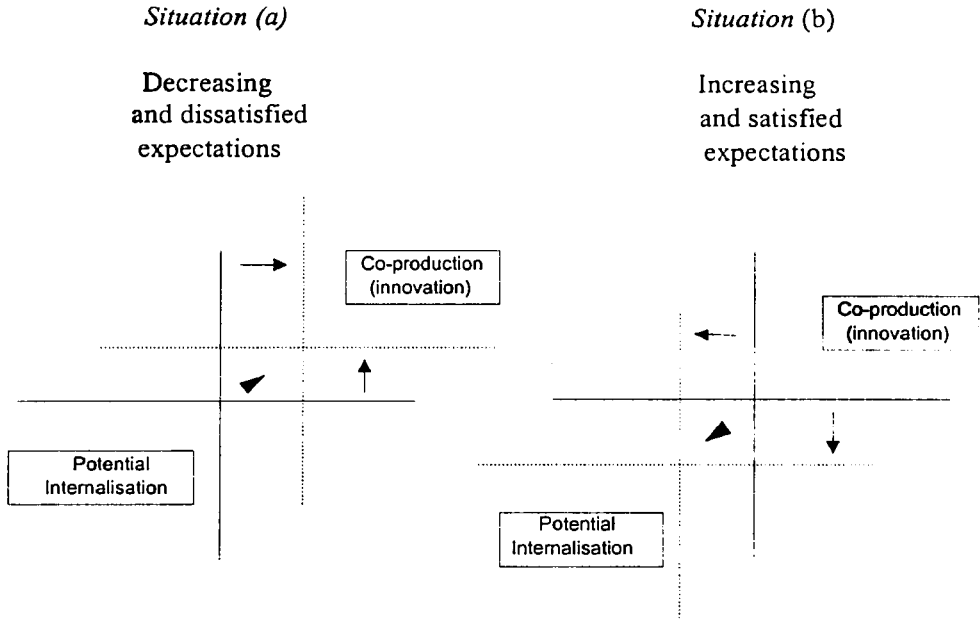 Situation (a)
Decreasing
and dissatisfied
expectations
Co-production
(innovation)
Potential
Internalisation
Situation (b)
Increasing
and satisfied
expectations
Co-production
(innovation)
Potential
Internalisation